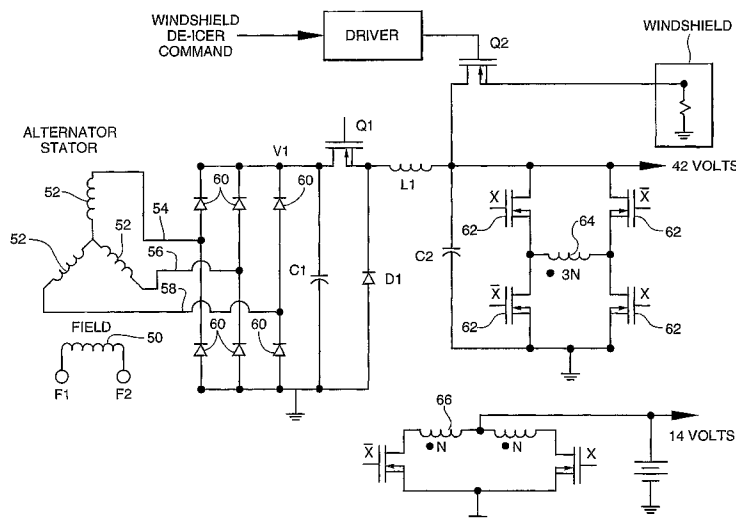 WINDSHIELD
DE-ICER
COMMAND
DRIVER
Q2
WINDSHIELD
ALTERNATOR
STATOR
Q1
V1
52
54
60
60
L1
42 VOLTS
X
X̅
62
64
62
52
52
56
C1
D1
C2
3N
58
X̅
X
62
62
FIELD
50
60
60
F1
F2
66
14 VOLTS
X̅
N
N
X